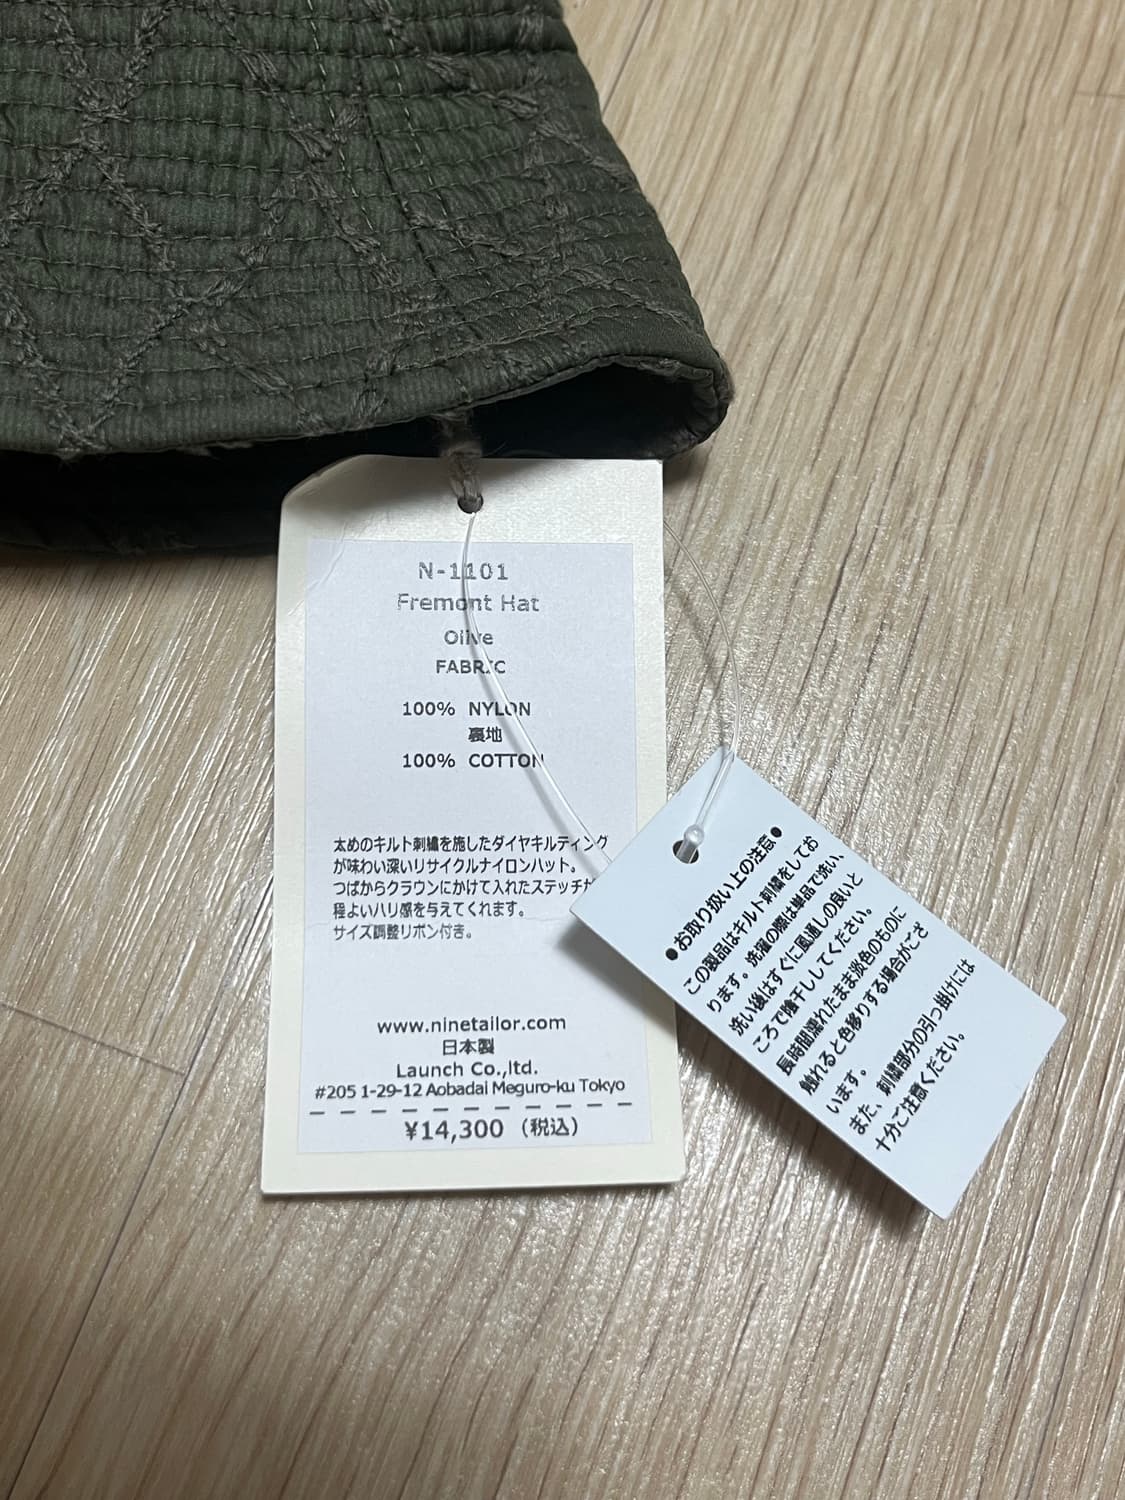 N-1101
Fremont Hat
Olive
FABRIC
100% NYLON
裏地
100% COTTON
太めのキルト刺繍を施したダイヤキルティング
が味わい深いリサイクルナイロンハット。
つばからクラウンにかけて入れたステッチが
程よいハリ感を与えてくれます。
サイズ調整リボン付き。
www.ninetailor.com
日本製
Launch Co.,ltd.
#205 1-29-12 Aobadai Meguro-ku Tokyo
¥14,300（税込）
●お取り扱い上の注意●
この製品はキルト刺繍をしてお
ります。洗濯の際は単品で洗い、
洗い後はすぐに風通しの良いと
ころで陰干ししてください。
長時間濡れたまま淡色のものに
触れると色移りする場合がござ
います。
また、刺繍部分の引っ掛けには
十分ご注意ください。